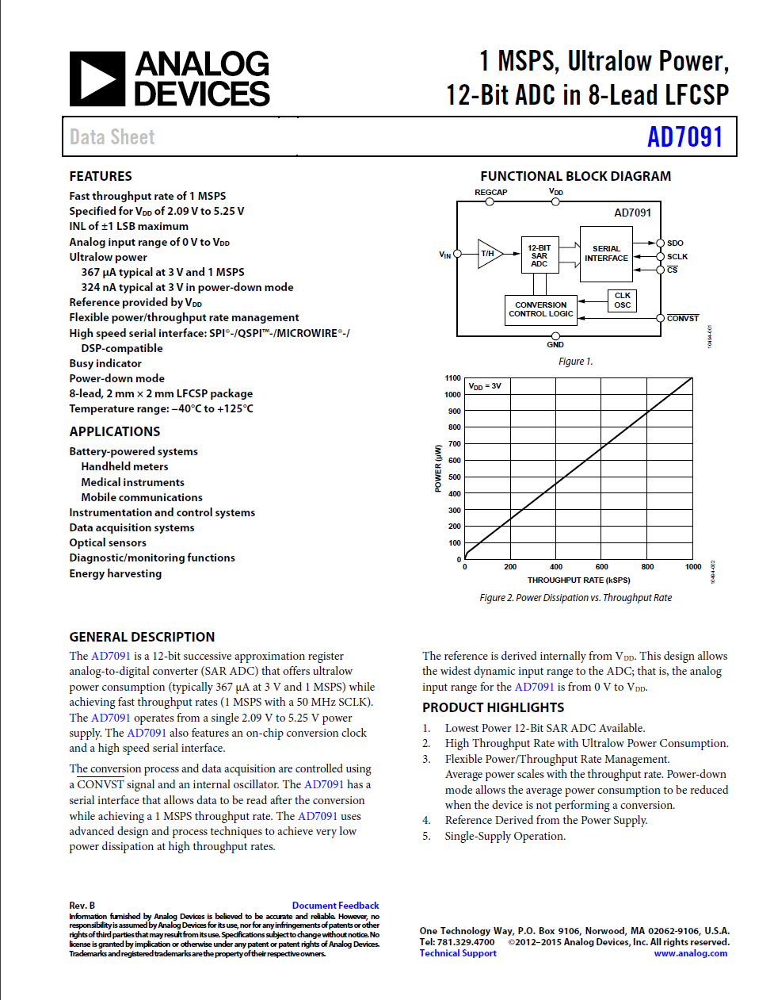 ANALOG
DEVICES
1 MSPS, Ultralow Power,
12-Bit ADC in 8-Lead LFCSP
Data Sheet
AD7091
FEATURES
Fast throughput rate of 1 MSPS
Specified for VDD of 2.09 V to 5.25 V
INL of ±1 LSB maximum
Analog input range of 0 V to VDD
Ultralow power
367 µA typical at 3 V and 1 MSPS
324 nA typical at 3 V in power-down mode
Reference provided by VDD
Flexible power/throughput rate management
High speed serial interface: SPI®-/QSPI™-/MICROWIRE®-/
DSP-compatible
Busy indicator
Power-down mode
8-lead, 2 mm × 2 mm LFCSP package
Temperature range: −40°C to +125°C
APPLICATIONS
Battery-powered systems
Handheld meters
Medical instruments
Mobile communications
Instrumentation and control systems
Data acquisition systems
Optical sensors
Diagnostic/monitoring functions
Energy harvesting
FUNCTIONAL BLOCK DIAGRAM
REGCAP
VDD
AD7091
VIN
T/H
12-BIT
SAR
ADC
SERIAL
INTERFACE
SDO
SCLK
CS
CONVERSION
CONTROL LOGIC
CLK
OSC
CONVST
GND
10494-001
Figure 1.
1100
1000
900
800
700
600
500
400
300
200
100
0
POWER (µW)
VDD = 3V
0 200 400 600 800 1000
THROUGHPUT RATE (kSPS)
10494-002
Figure 2. Power Dissipation vs. Throughput Rate
GENERAL DESCRIPTION
The AD7091 is a 12-bit successive approximation register
analog-to-digital converter (SAR ADC) that offers ultralow
power consumption (typically 367 µA at 3 V and 1 MSPS) while
achieving fast throughput rates (1 MSPS with a 50 MHz SCLK).
The AD7091 operates from a single 2.09 V to 5.25 V power
supply. The AD7091 also features an on-chip conversion clock
and a high speed serial interface.
The conversion process and data acquisition are controlled using
a CONVST signal and an internal oscillator. The AD7091 has a
serial interface that allows data to be read after the conversion
while achieving a 1 MSPS throughput rate. The AD7091 uses
advanced design and process techniques to achieve very low
power dissipation at high throughput rates.
The reference is derived internally from VDD. This design allows
the widest dynamic input range to the ADC; that is, the analog
input range for the AD7091 is from 0 V to VDD.
PRODUCT HIGHLIGHTS
1. Lowest Power 12-Bit SAR ADC Available.
2. High Throughput Rate with Ultralow Power Consumption.
3. Flexible Power/Throughput Rate Management.
Average power scales with the throughput rate. Power-down
mode allows the average power consumption to be reduced
when the device is not performing a conversion.
4. Reference Derived from the Power Supply.
5. Single-Supply Operation.
Rev. B
Document Feedback
Information furnished by Analog Devices is believed to be accurate and reliable. However, no
responsibility is assumed by Analog Devices for its use, nor for any infringements of patents or other
rights of third parties that may result from its use. Specifications subject to change without notice. No
license is granted by implication or otherwise under any patent or patent rights of Analog Devices.
Trademarks and registered trademarks are the property of their respective owners.
One Technology Way, P.O. Box 9106, Norwood, MA 02062-9106, U.S.A.
Tel: 781.329.4700 ©2012–2015 Analog Devices, Inc. All rights reserved.
Technical Support www.analog.com